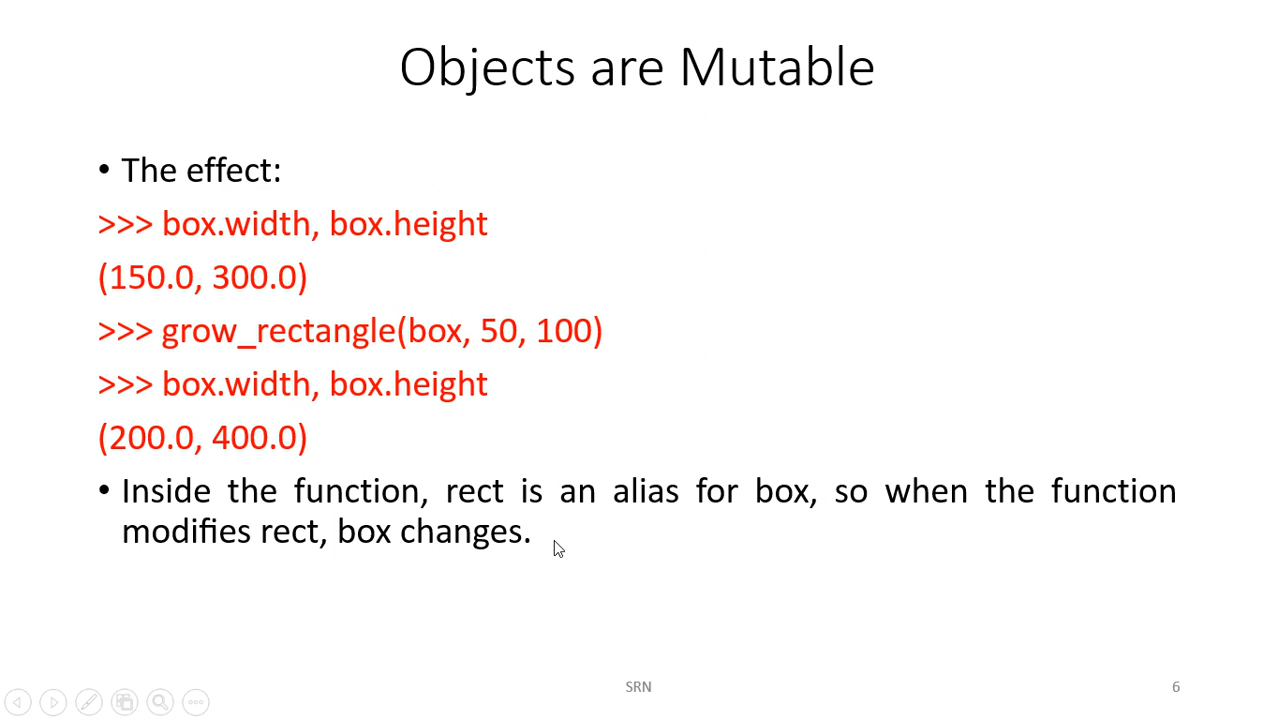 Objects are Mutable
• The effect:
>>> box.width, box.height
(150.0, 300.0)
>>> grow_rectangle(box, 50, 100)
>>> box.width, box.height
(200.0, 400.0)
• Inside the function, rect is an alias for box, so when the function
modifies rect, box changes.
SRN
6